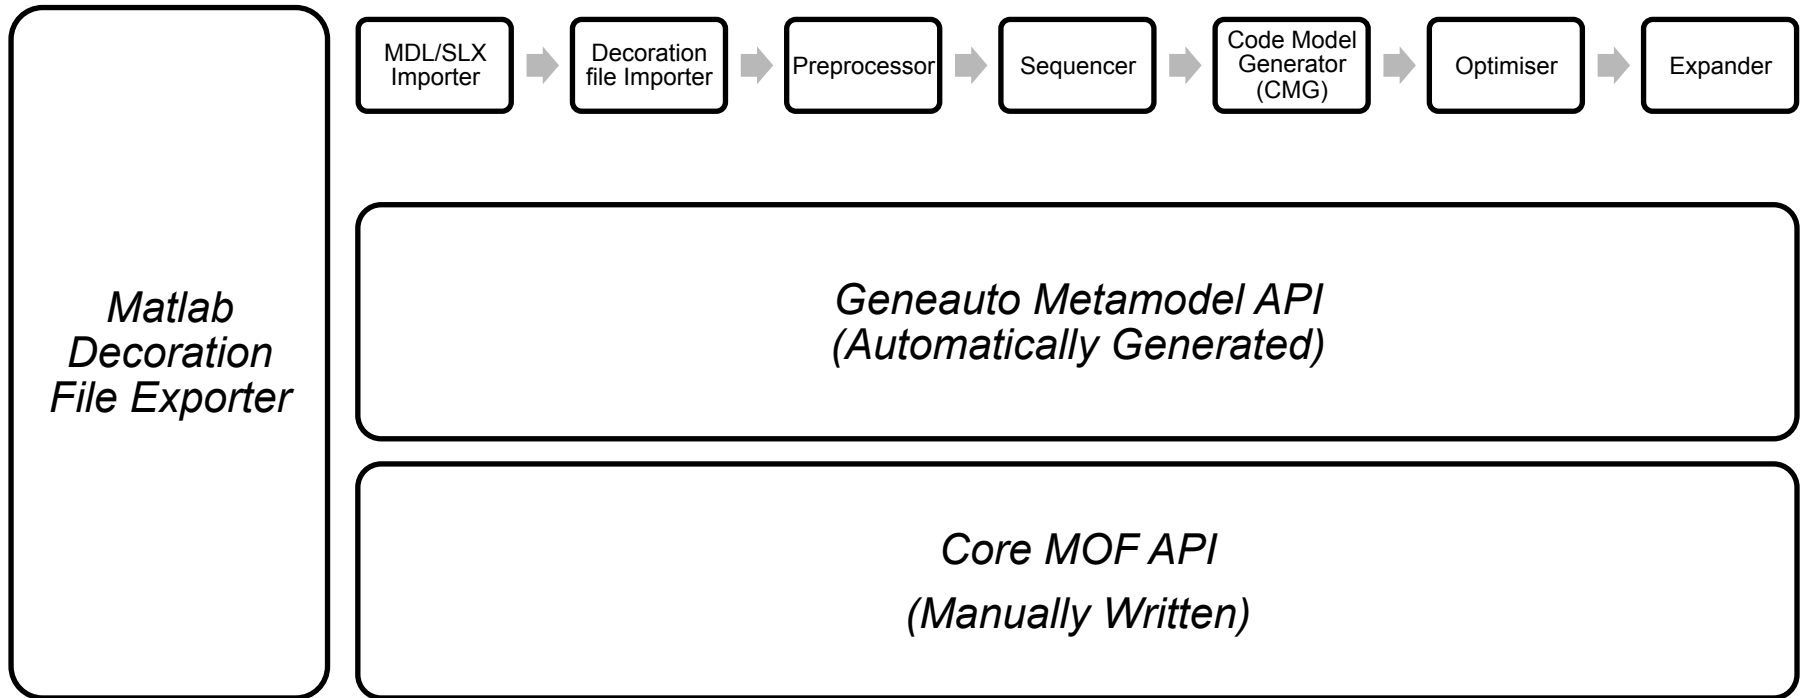 Matlab
Decoration
File Exporter
MDL/SLX
Importer
Decoration
file Importer
Preprocessor
Sequencer
Code Model
Generator
(CMG)
Optimiser
Expander
Geneauto Metamodel API
(Automatically Generated)
Core MOF API
(Manually Written)